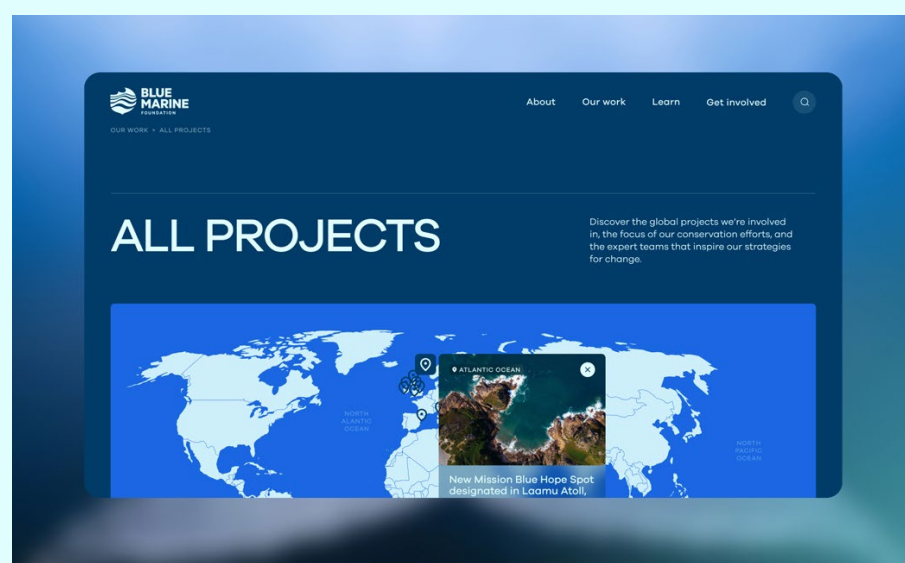 BLUE
MARINE
FOUNDATION
About
Our work
Learn
Get involved
OUR WORK > ALL PROJECTS
ALL PROJECTS
Discover the global projects we're involved
in, the focus of our conservation efforts, and
the expert teams that inspire our strategies
for change.
ATLANTIC OCEAN
NORTH
ALANTIC
OCEAN
NORTH
PACIFIC
OCEAN
New Mission Blue Hope Spot
designated in Laamu Atoll,